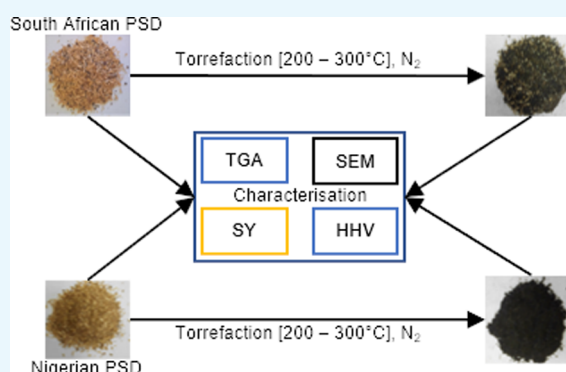 South African PSD
Torrefaction [200 – 300°C], N₂
TGA
SEM
Characterisation
SY
HHV
Torrefaction [200 – 300°C], N₂
Nigerian PSD